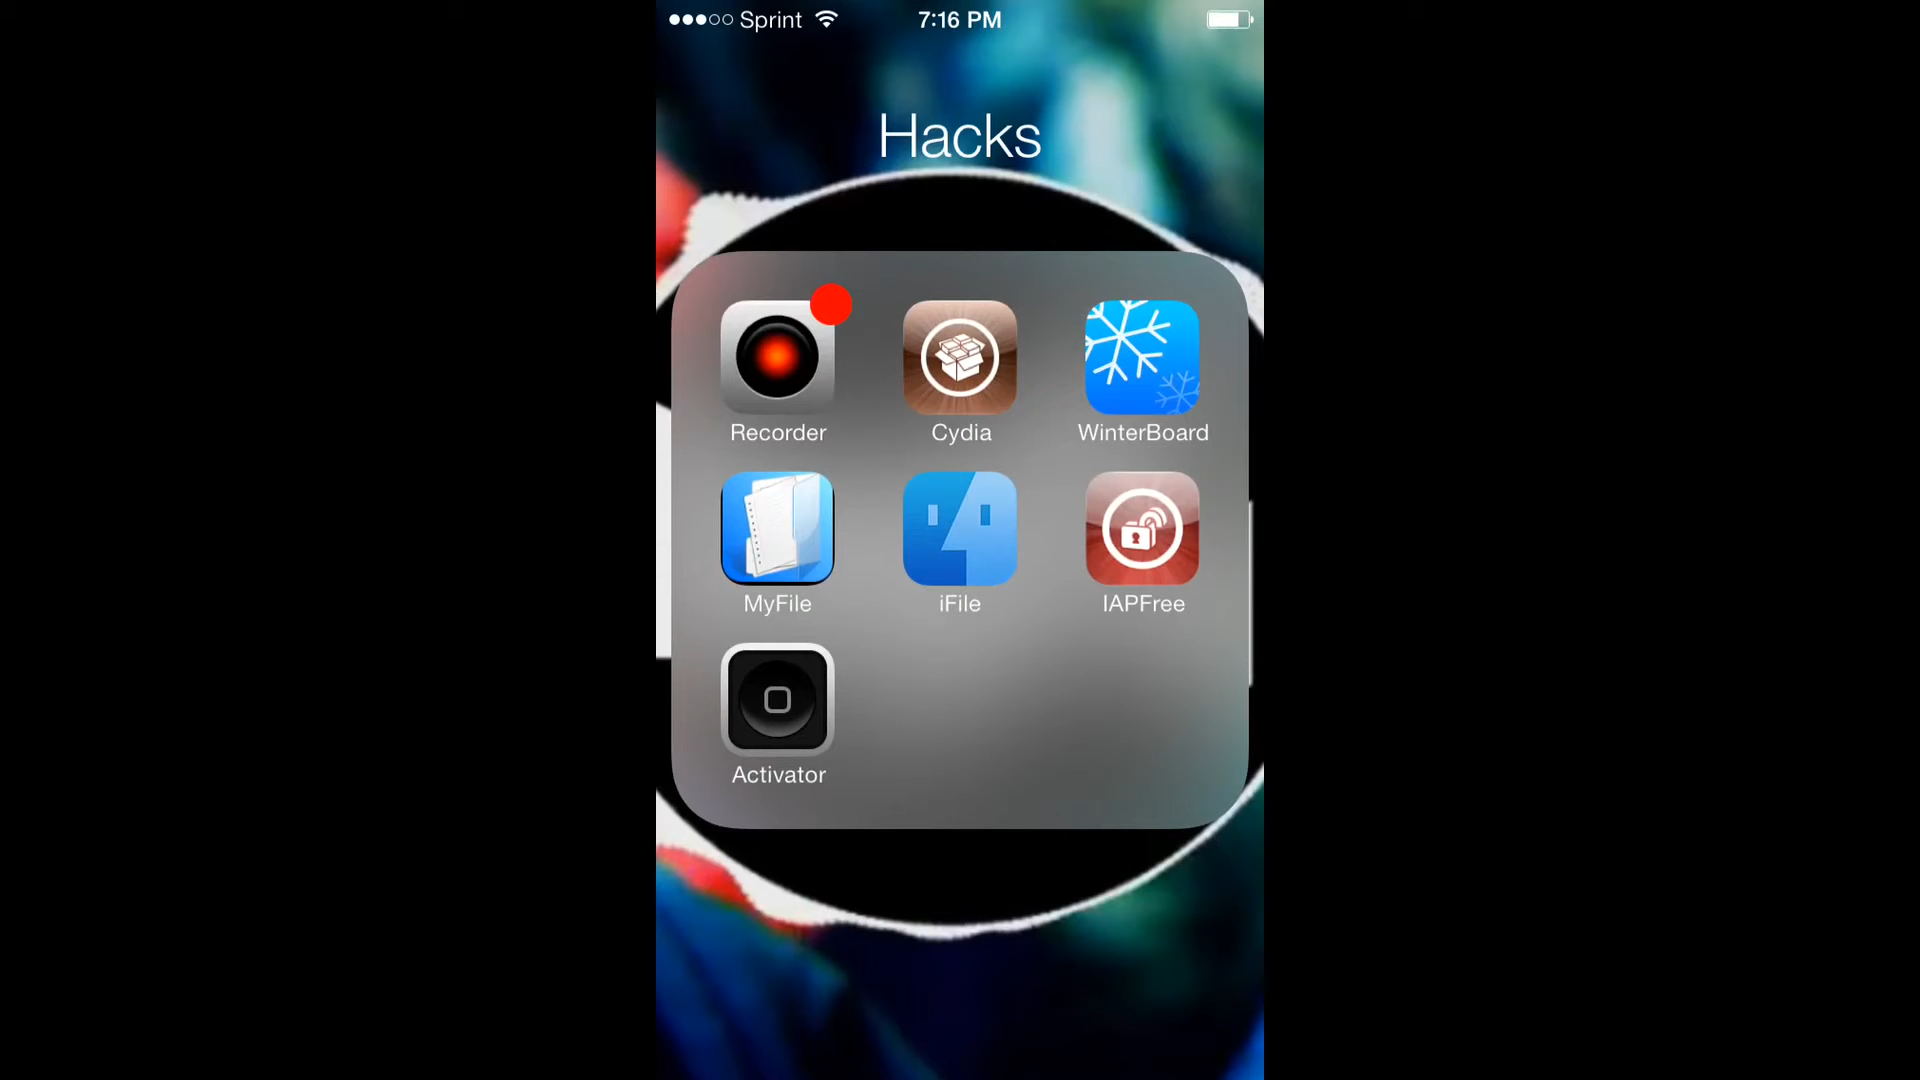 Sprint 7:16 PM
Hacks
Recorder Cydia WinterBoard
MyFile iFile IAPFree
Activator